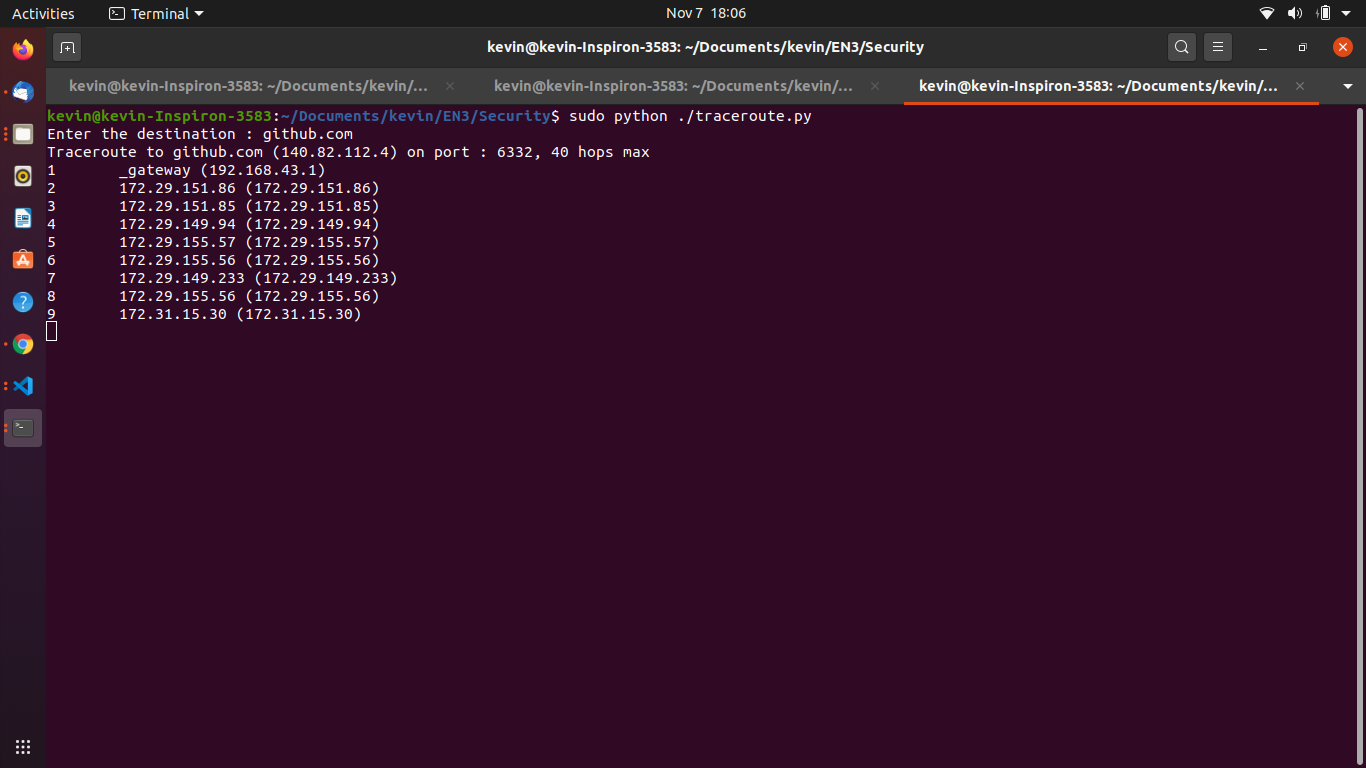 Activities Terminal Nov 7 18:06
kevin@kevin-Inspiron-3583: ~/Documents/kevin/EN3/Security
kevin@kevin-Inspiron-3583: ~/Documents/kevin/... kevin@kevin-Inspiron-3583: ~/Documents/kevin/... kevin@kevin-Inspiron-3583: ~/Documents/kevin/...
kevin@kevin-Inspiron-3583:~/Documents/kevin/EN3/Security$ sudo python ./traceroute.py
Enter the destination : github.com
Traceroute to github.com (140.82.112.4) on port : 6332, 40 hops max
1 _gateway (192.168.43.1)
2 172.29.151.86 (172.29.151.86)
3 172.29.151.85 (172.29.151.85)
4 172.29.149.94 (172.29.149.94)
5 172.29.155.57 (172.29.155.57)
6 172.29.155.56 (172.29.155.56)
7 172.29.149.233 (172.29.149.233)
8 172.29.155.56 (172.29.155.56)
9 172.31.15.30 (172.31.15.30)